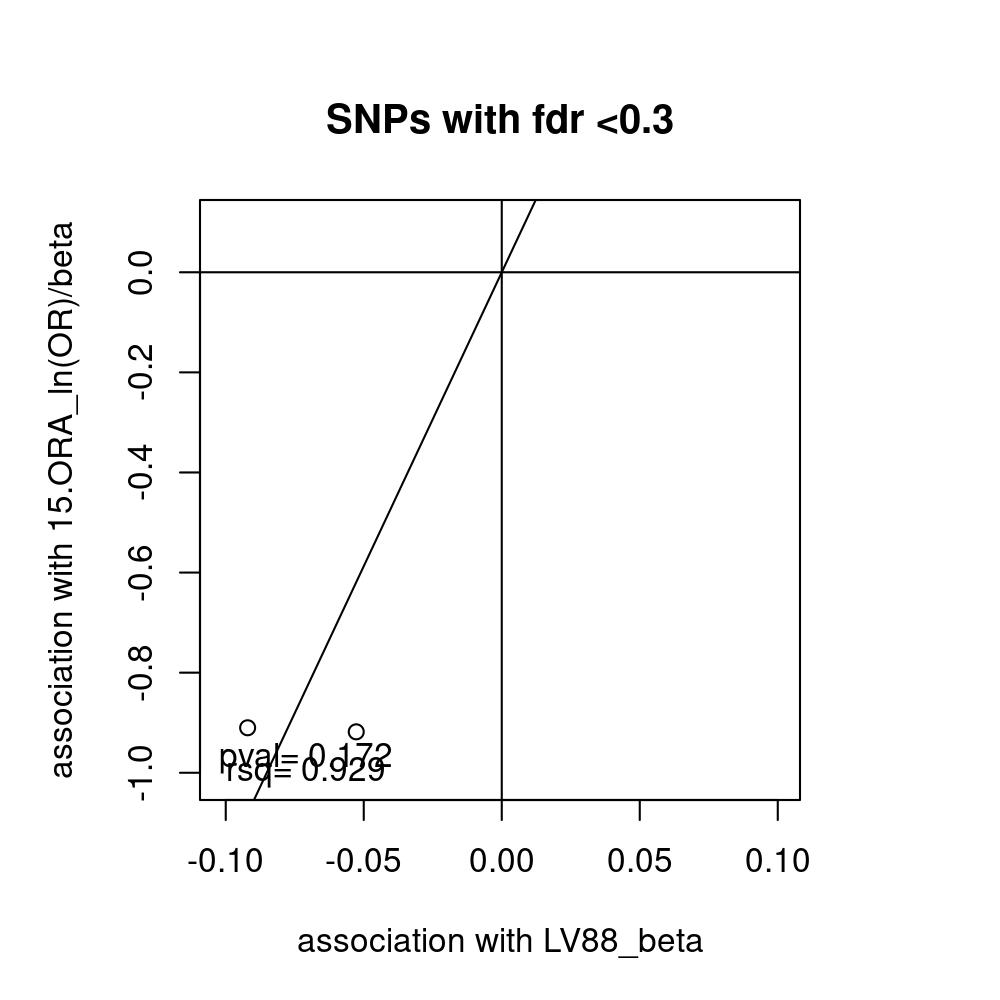 SNPs with fdr <0.3
association with 15.ORA_ln(OR)/beta
0.0
-0.2
-0.4
-0.6
-0.8
-1.0
pval= 0.172
rsq= 0.929
-0.10 -0.05 0.00 0.05 0.10
association with LV88_beta